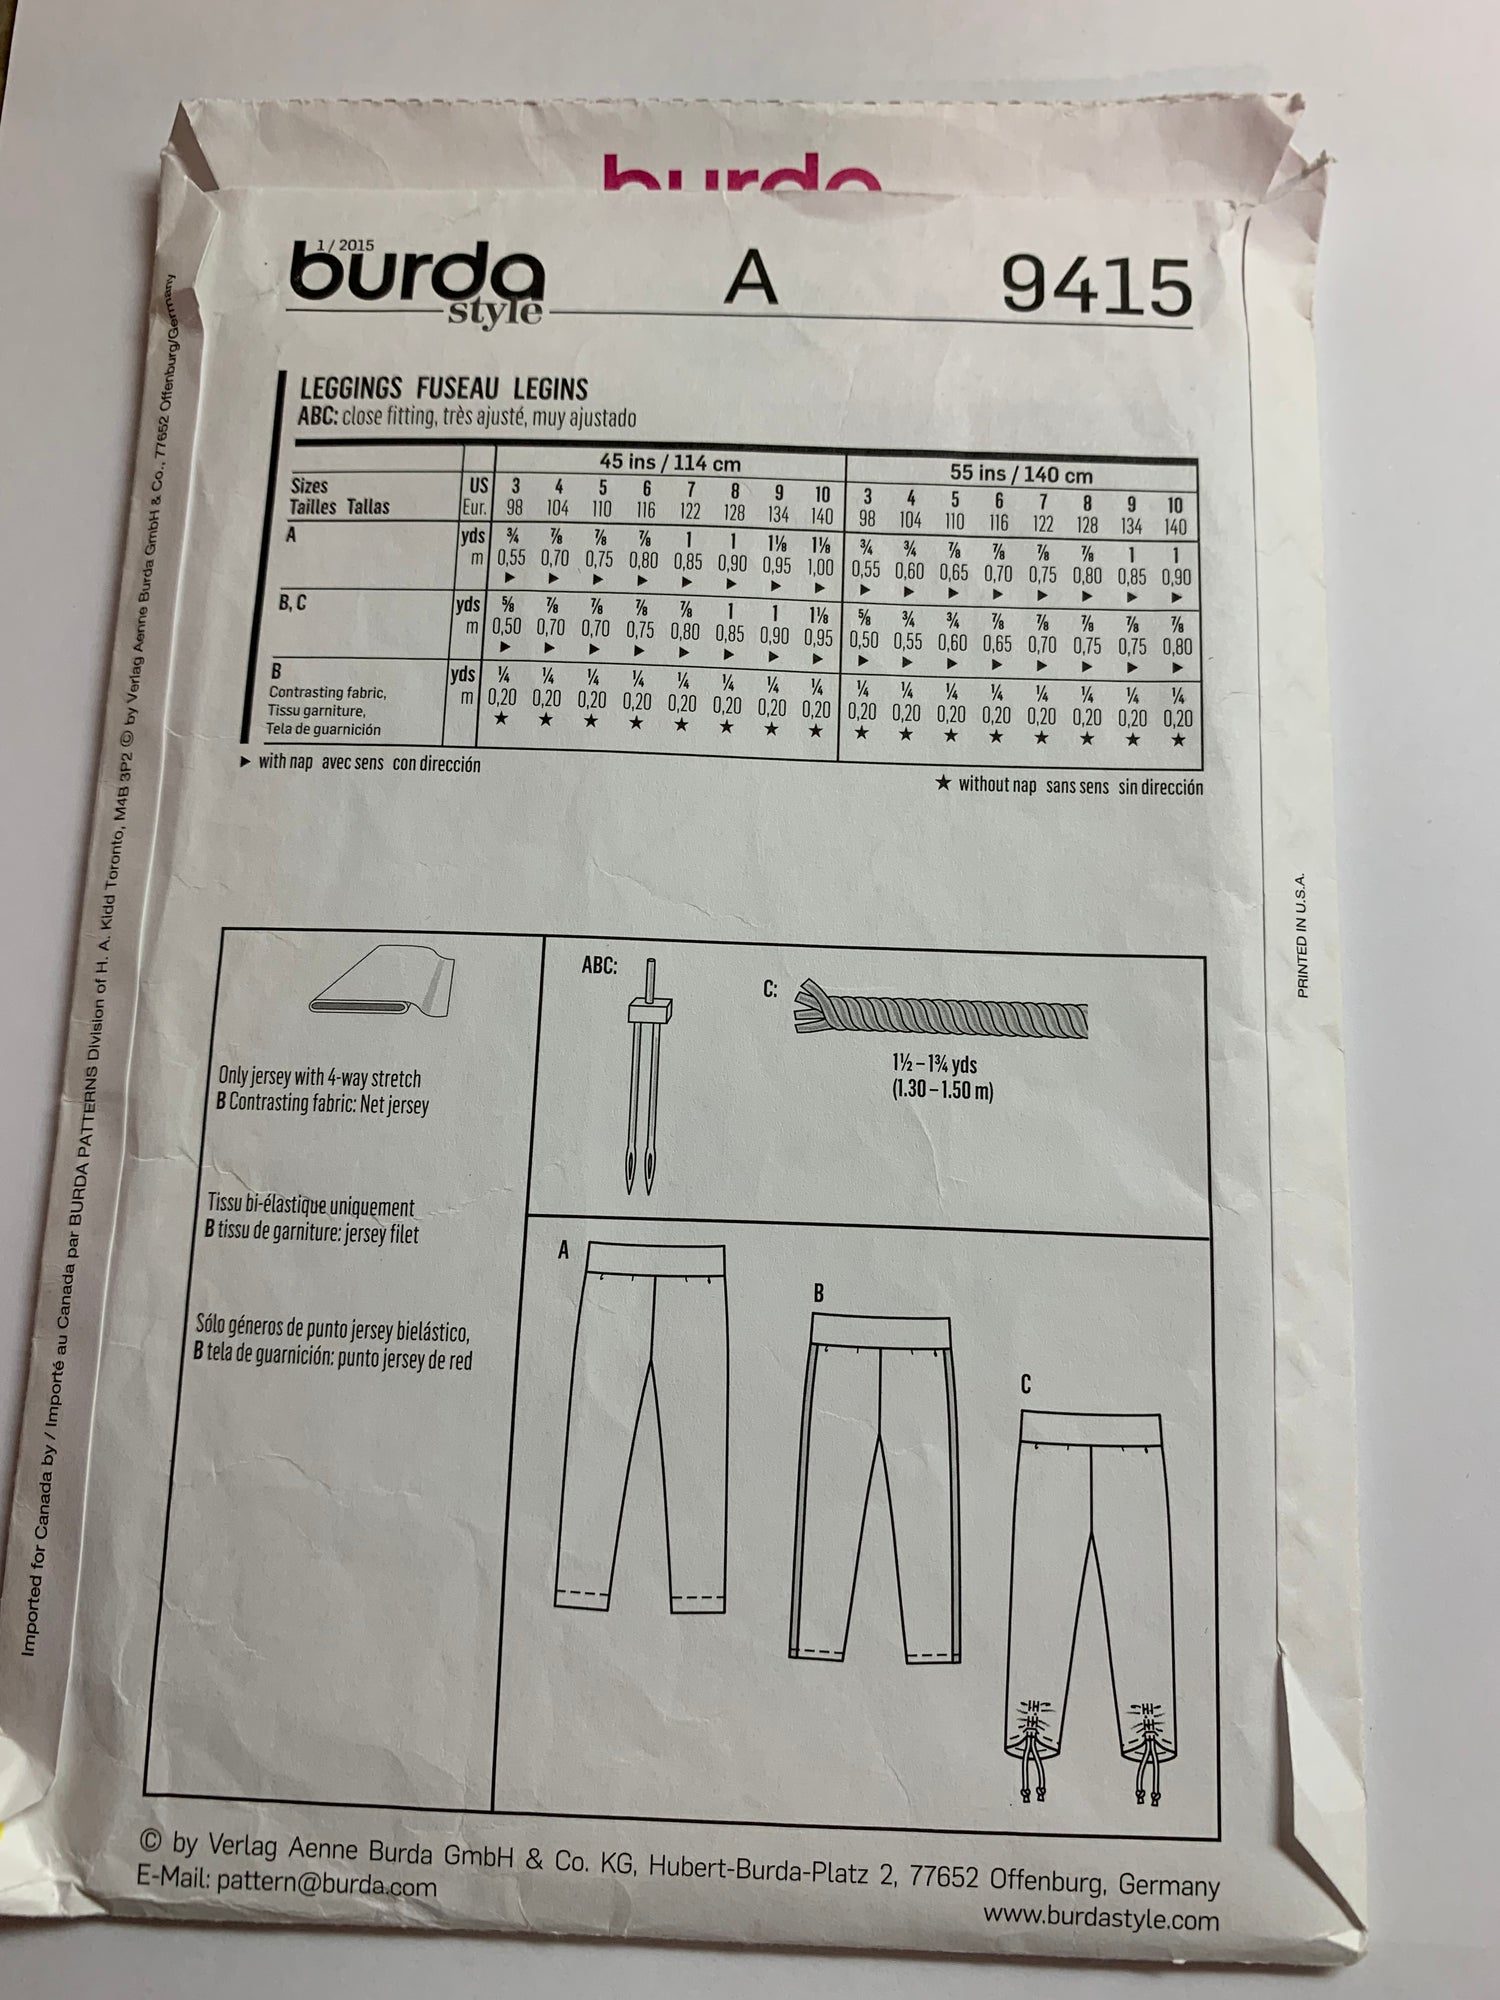 burda
1/2015
burda style A 9415
LEGGINGS FUSEAU LEGINS
ABC: close fitting, très ajusté, muy ajustado
45 ins / 114 cm 55 ins / 140 cm
Sizes US 3 4 5 6 7 8 9 10 3 4 5 6 7 8 9 10
Tailles Tallas Eur. 98 104 110 116 122 128 134 140 98 104 110 116 122 128 134 140
A yds ¾ ⅞ ⅞ ⅞ 1 1 1⅛ 1⅛ ¾ ¾ ⅞ ⅞ ⅞ ⅞ 1 1
m 0,55 0,70 0,75 0,80 0,85 0,90 0,95 1,00 0,55 0,60 0,65 0,70 0,75 0,80 0,85 0,90
► ► ► ► ► ► ► ► ► ► ► ► ► ► ► ►
B, C yds ⅝ ⅞ ⅞ ⅞ ⅞ 1 1 1⅛ ⅝ ¾ ¾ ⅞ ⅞ ⅞ ⅞ ⅞
m 0,50 0,70 0,70 0,75 0,80 0,85 0,90 0,95 0,50 0,55 0,60 0,65 0,70 0,75 0,75 0,80
► ► ► ► ► ► ► ► ► ► ► ► ► ► ► ►
B yds ¼ ¼ ¼ ¼ ¼ ¼ ¼ ¼ ¼ ¼ ¼ ¼ ¼ ¼ ¼ ¼
Contrasting fabric, m 0,20 0,20 0,20 0,20 0,20 0,20 0,20 0,20 0,20 0,20 0,20 0,20 0,20 0,20 0,20 0,20
Tissu garniture, ★ ★ ★ ★ ★ ★ ★ ★ ★ ★ ★ ★ ★ ★ ★ ★
Tela de guarnición
► with nap avec sens con dirección
★ without nap sans sens sin dirección
Only jersey with 4-way stretch
B Contrasting fabric: Net jersey
Tissu bi-élastique uniquement
B tissu de garniture: jersey filet
Sólo géneros de punto jersey bielástico,
B tela de guarnición: punto jersey de red
ABC:
C:
1½ – 1¾ yds
(1.30 – 1.50 m)
A
B
C
© by Verlag Aenne Burda GmbH & Co. KG, Hubert-Burda-Platz 2, 77652 Offenburg, Germany
E-Mail: pattern@burda.com
www.burdastyle.com
Imported for Canada by / Importé au Canada par BURDA PATTERNS Division of H. A. Kidd Toronto, M4B 3P2 © by Verlag Aenne Burda GmbH & Co., 77652 Offenburg/Germany
PRINTED IN U.S.A.